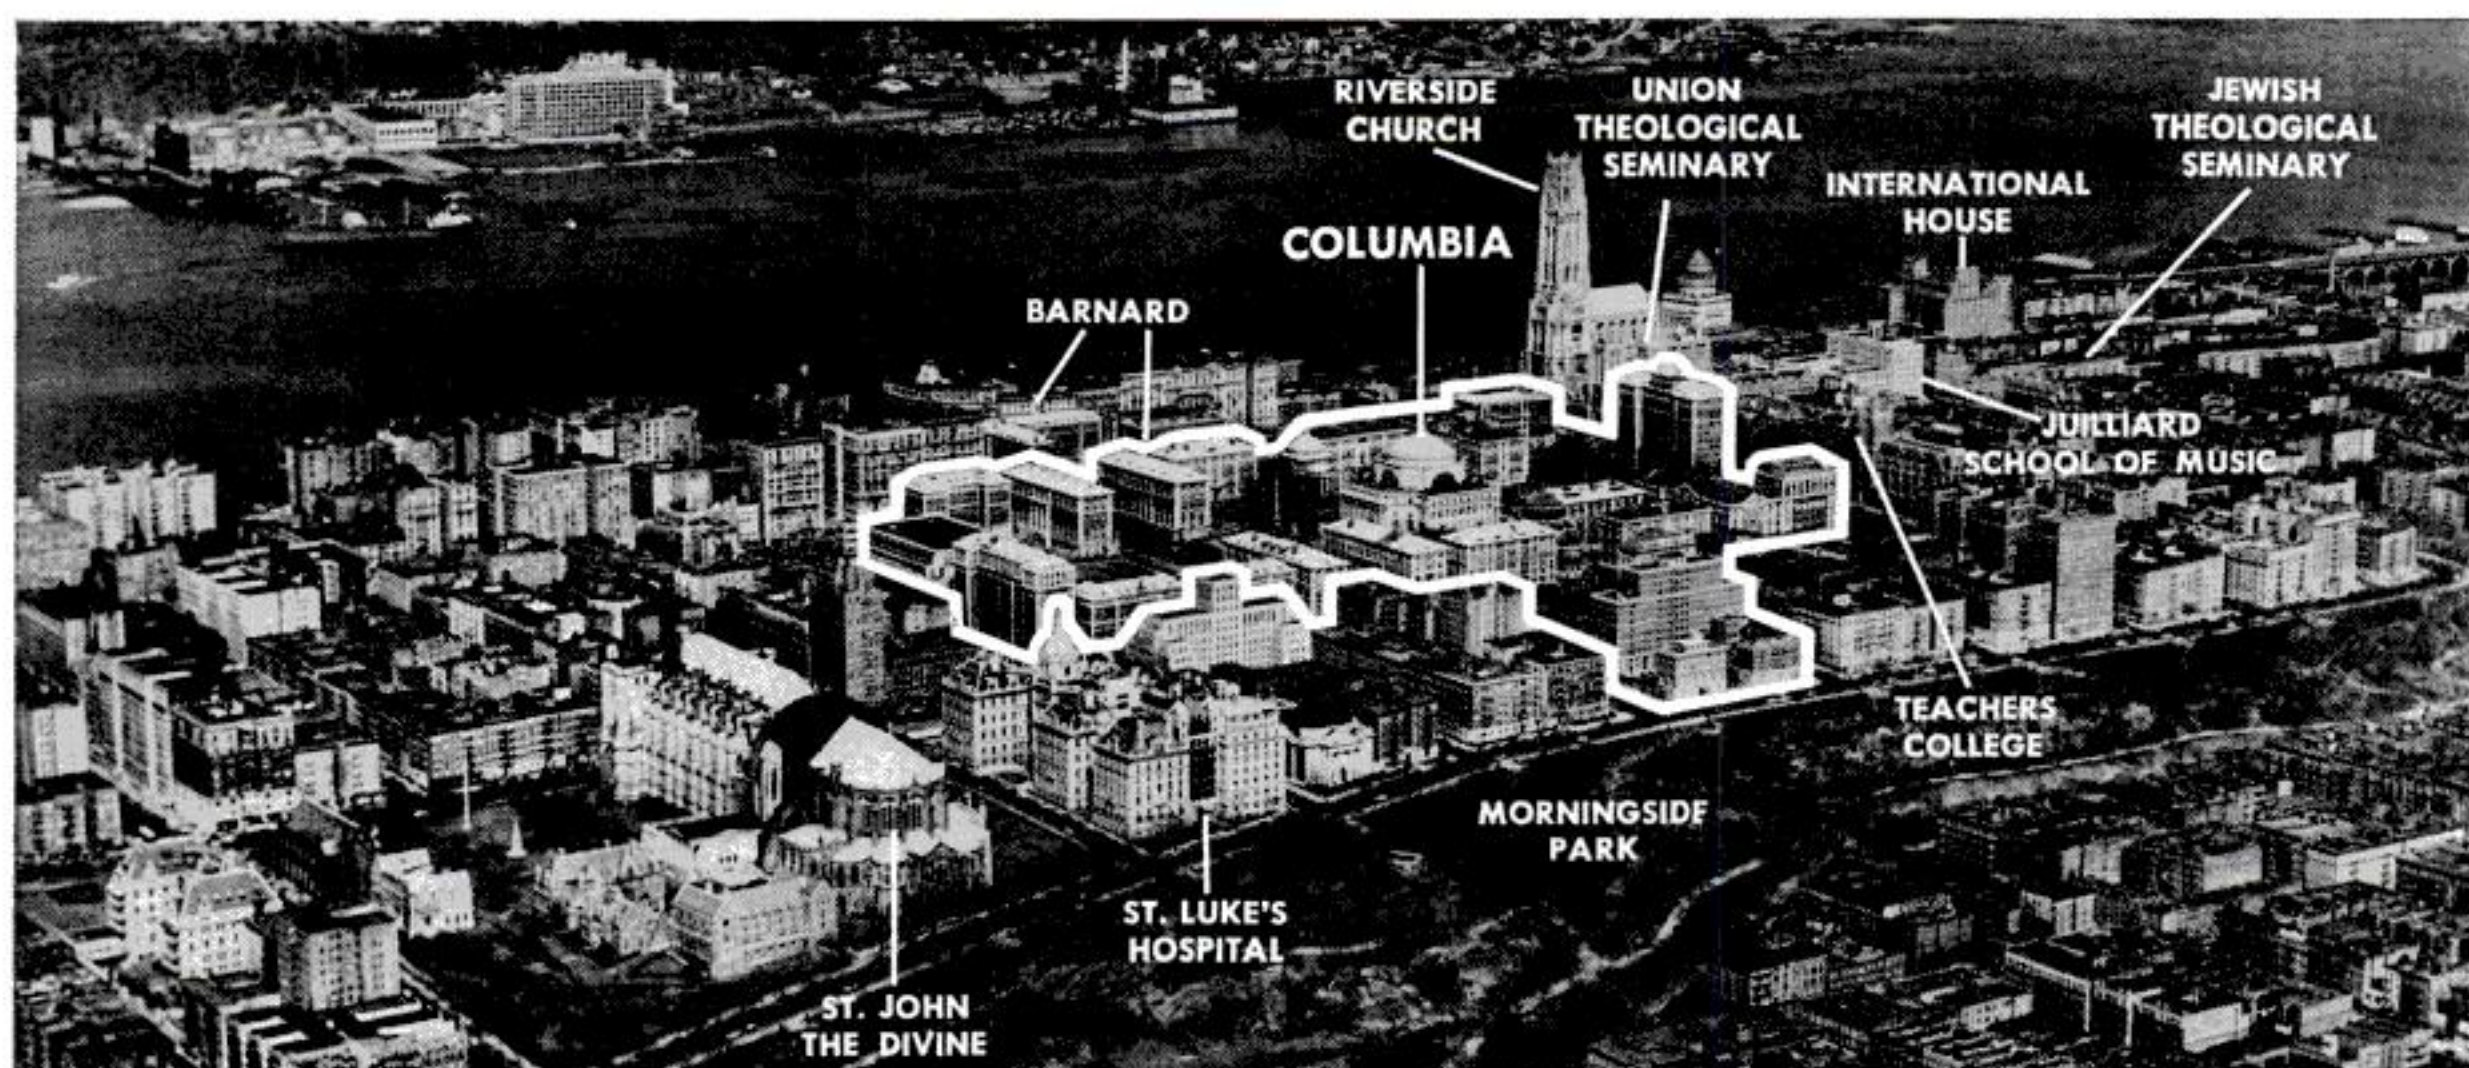 RIVERSIDE
CHURCH
UNION
THEOLOGICAL
SEMINARY
JEWISH
THEOLOGICAL
SEMINARY
INTERNATIONAL
HOUSE
COLUMBIA
BARNARD
JUILLIARD
SCHOOL OF MUSIC
TEACHERS
COLLEGE
MORNINGSIDE
PARK
ST. LUKE'S
HOSPITAL
ST. JOHN
THE DIVINE